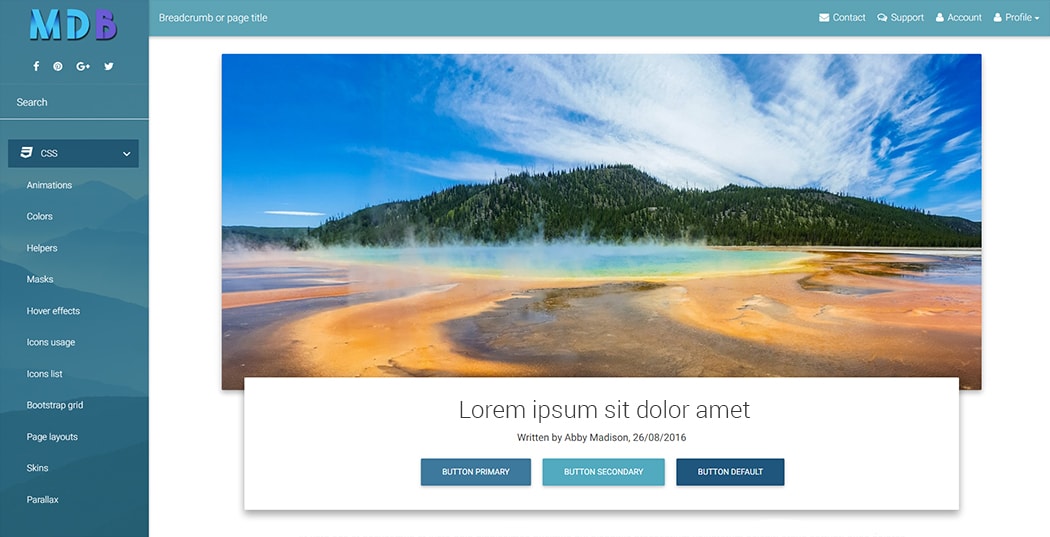 MDB
Breadcrumb or page title
Contact
Support
Account
Profile
Search
CSS
Animations
Colors
Helpers
Masks
Hover effects
Icons usage
Icons list
Bootstrap grid
Page layouts
Skins
Parallax
Lorem ipsum sit dolor amet
Written by Abby Madison, 26/08/2016
BUTTON PRIMARY
BUTTON SECONDARY
BUTTON DEFAULT